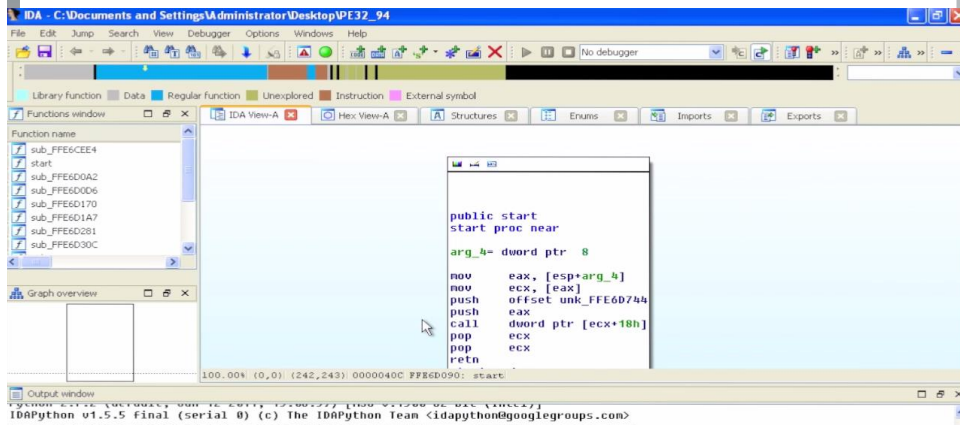 IDA - C:\Documents and Settings\Administrator\Desktop\PE32_94
File Edit Jump Search View Debugger Options Windows Help
No debugger
Library function Data Regular function Unexplored Instruction External symbol
Functions window
IDA View-A Hex View-A Structures Enums Imports Exports
Function name
sub_FFE6CEE4
start
sub_FFE6D0A2
sub_FFE6D0D6
sub_FFE6D170
sub_FFE6D1A7
sub_FFE6D281
sub_FFE6D30C
Graph overview
public start
start proc near
arg_4= dword ptr 8
mov eax, [esp+arg_4]
mov ecx, [eax]
push offset unk_FFE6D744
push eax
call dword ptr [ecx+18h]
pop ecx
pop ecx
retn
100.00% (0,0) (242,243) 0000040C FFE6D090: start
Output window
IDAPython v1.5.5 final (serial 0) (c) The IDAPython Team <idapython@googlegroups.com>